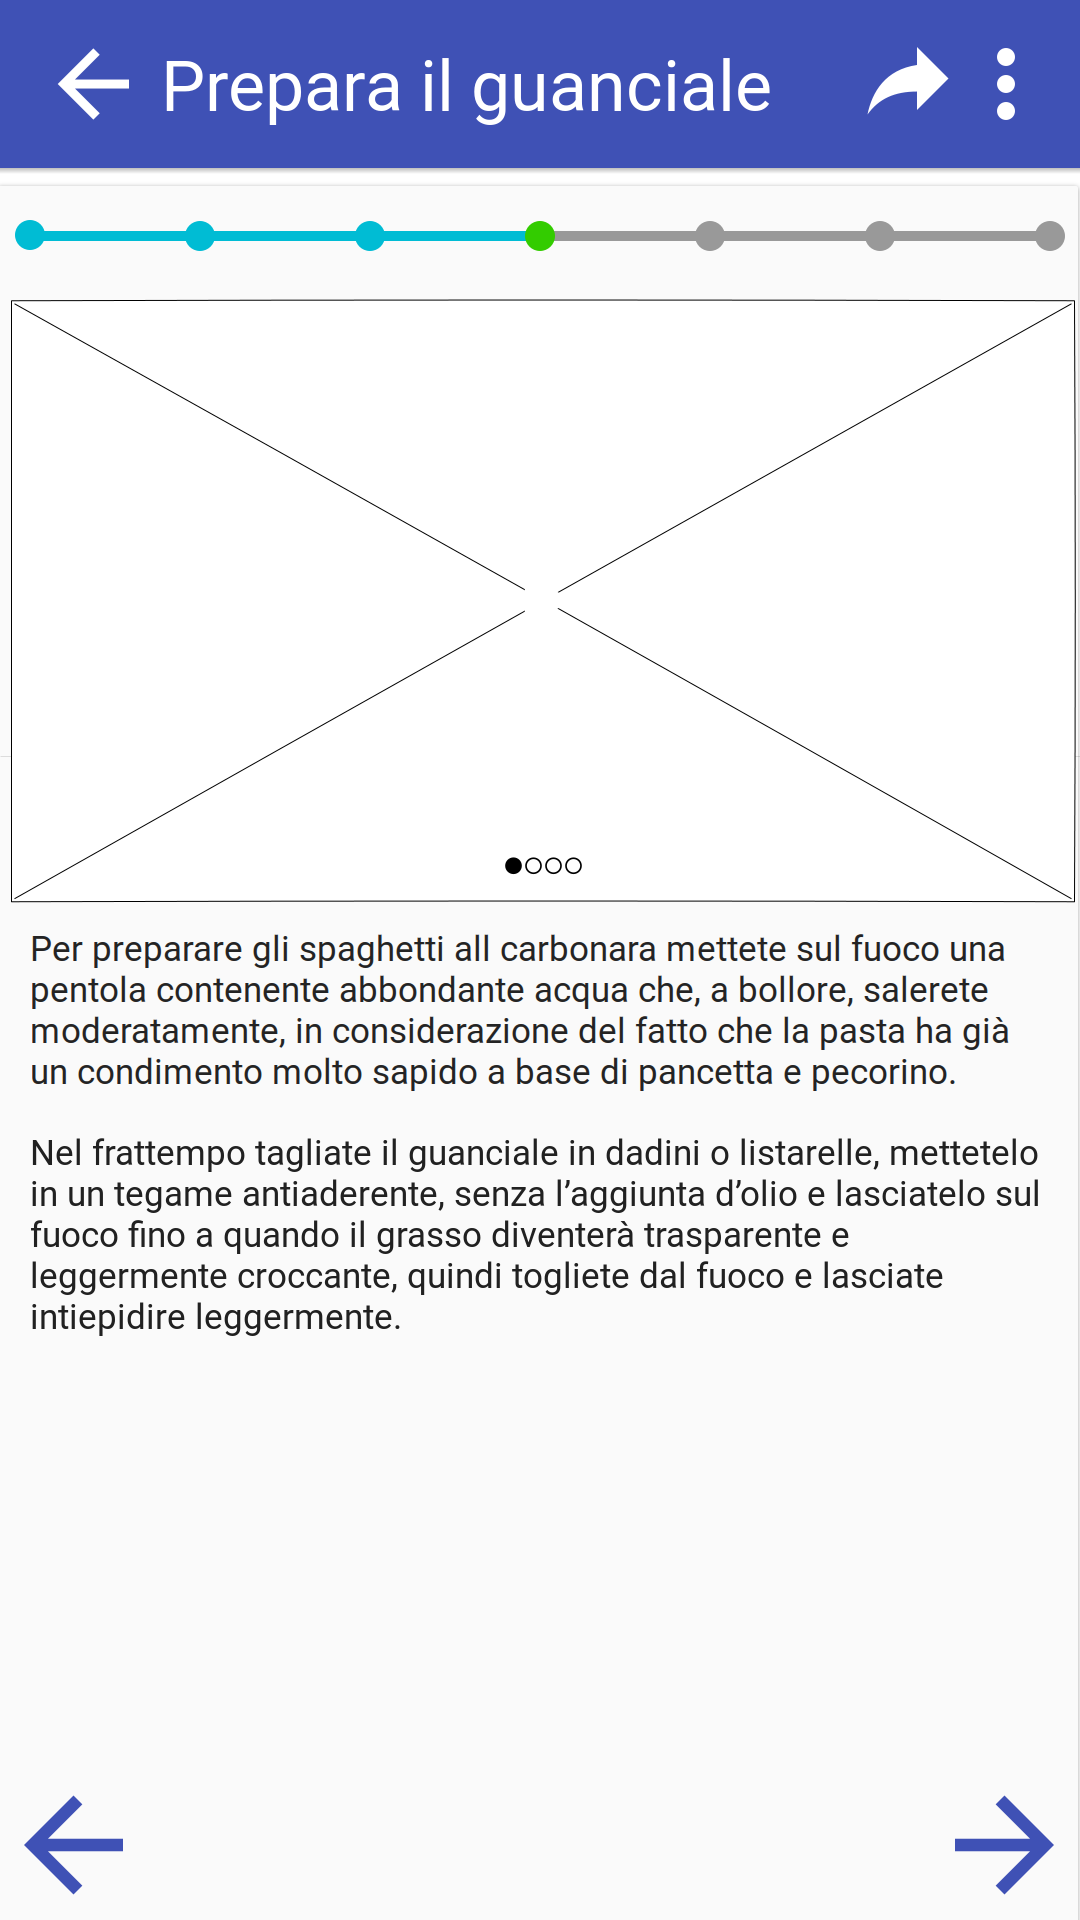 Prepara il guanciale
Per preparare gli spaghetti all carbonara mettete sul fuoco una
pentola contenente abbondante acqua che, a bollore, salerete
moderatamente, in considerazione del fatto che la pasta ha già
un condimento molto sapido a base di pancetta e pecorino.
Nel frattempo tagliate il guanciale in dadini o listarelle, mettetelo
in un tegame antiaderente, senza l’aggiunta d’olio e lasciatelo sul
fuoco fino a quando il grasso diventerà trasparente e
leggermente croccante, quindi togliete dal fuoco e lasciate
intiepidire leggermente.